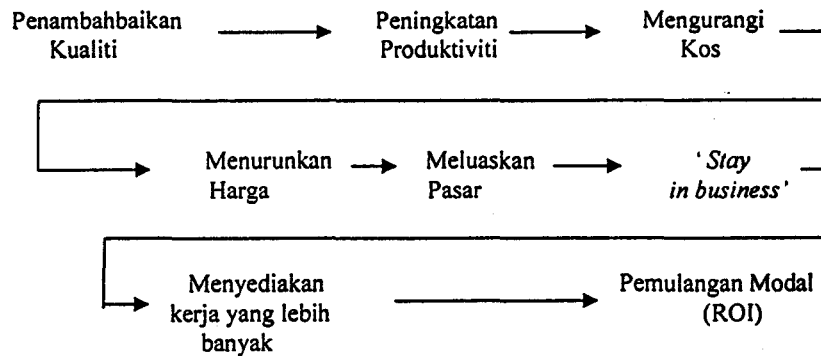 Penambahbaikan Peningkatan Mengurangi
Kualiti Produktiviti Kos
Menurunkan Meluaskan 'Stay
Harga Pasar in business'
Menyediakan Pemulangan Modal
kerja yang lebih (ROI)
banyak